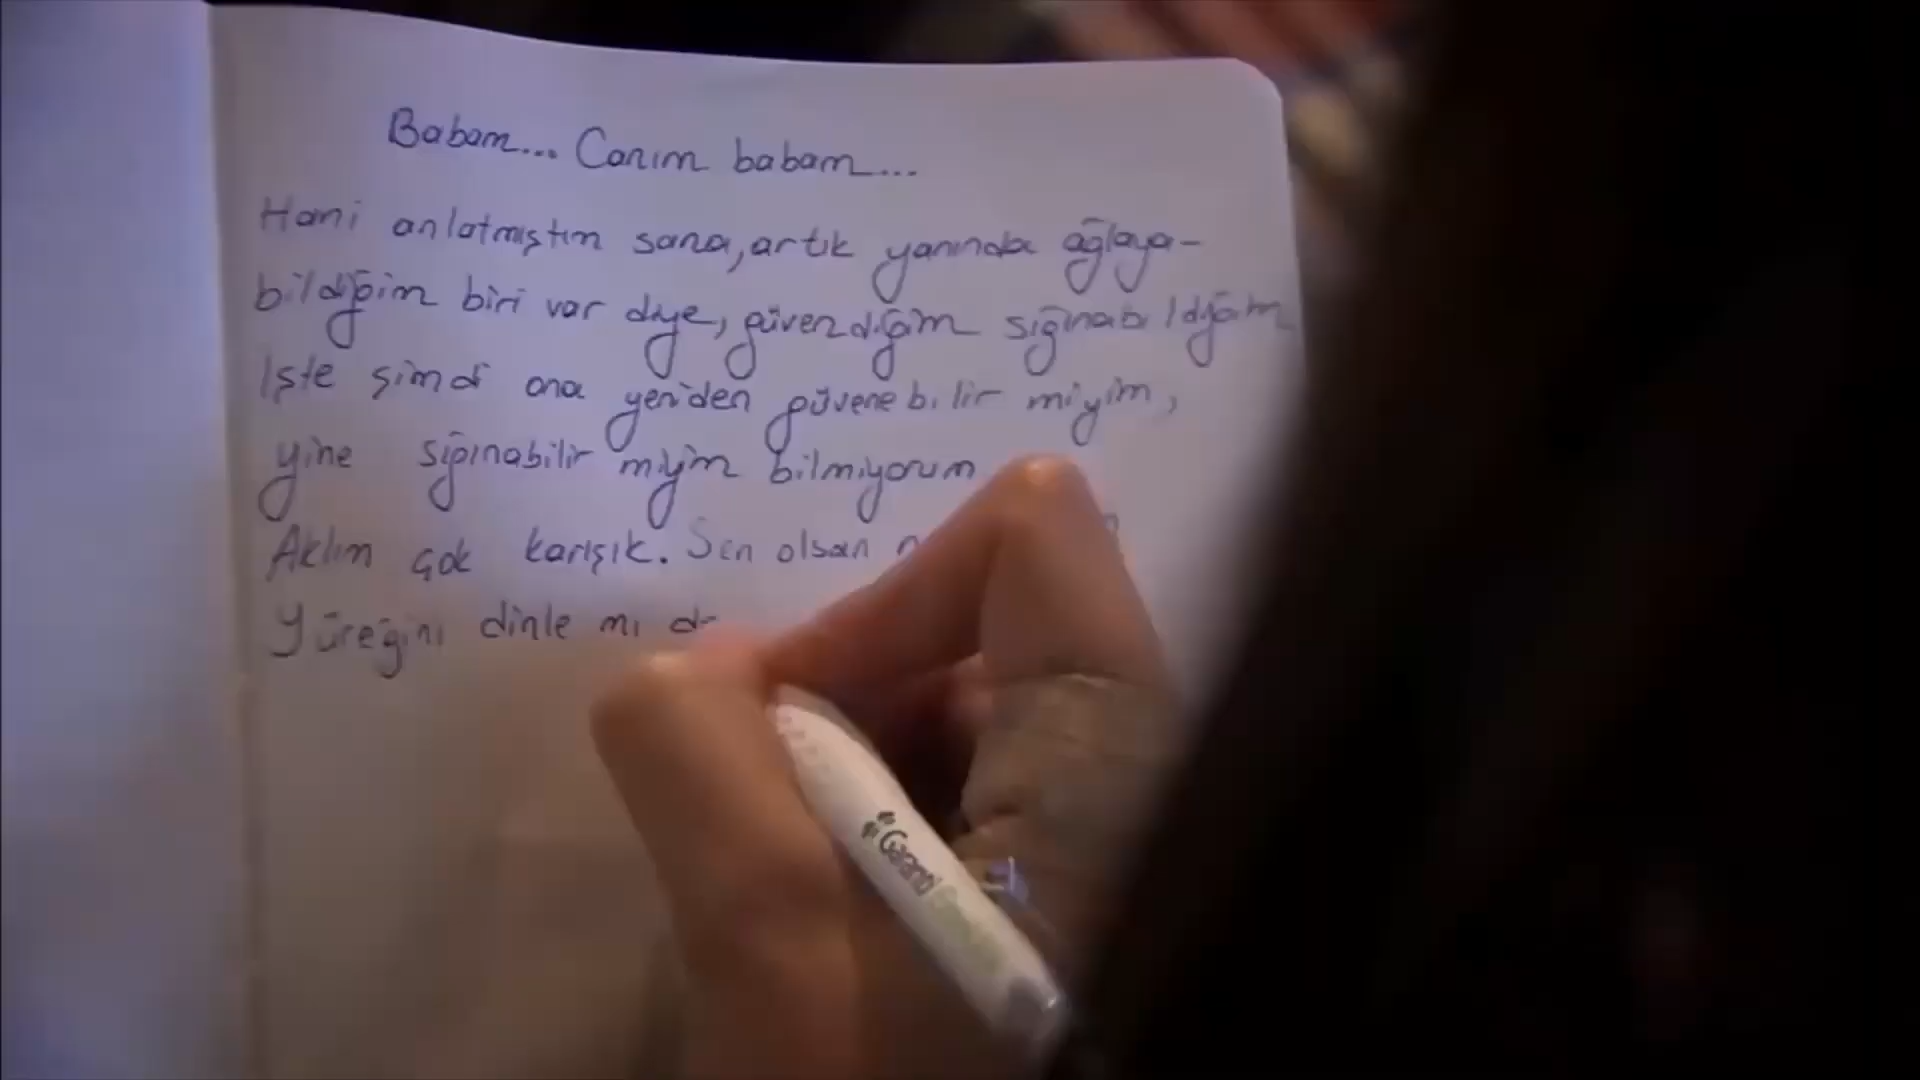 Babam... Canım babam...
Hani anlatmıştım sana, artık yanında ağlaya-
bildiğim biri var diye, güvendiğim sığınabildiğim
İşte şimdi ona yeniden güvenebilir miyim,
yine sığınabilir miyim bilmiyorum
Aklım çok karışık. Sen olsan
Yüreğini dinle mi
Garanti